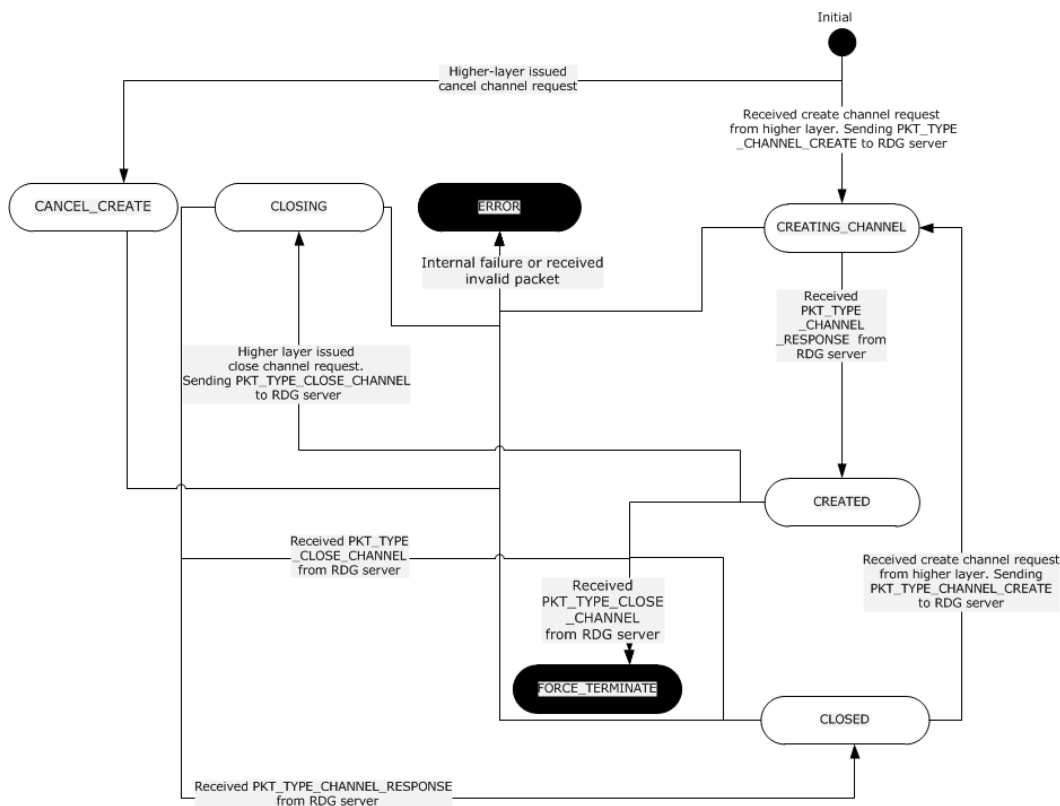 Initial
Higher-layer issued
cancel channel request
Received create channel request
from higher layer. Sending PKT_TYPE
_CHANNEL_CREATE to RDG server
CANCEL_CREATE
CLOSING
ERROR
CREATING_CHANNEL
Internal failure or received
invalid packet
Received
PKT_TYPE
_CHANNEL
_RESPONSE from
RDG server
Higher layer issued
close channel request.
Sending PKT_TYPE_CLOSE_CHANNEL
to RDG server
CREATED
Received PKT_TYPE
_CLOSE_CHANNEL
from RDG server
Received create channel request
from higher layer. Sending
PKT_TYPE_CHANNEL_CREATE
to RDG server
Received
PKT_TYPE_CLOSE
_CHANNEL
from RDG server
FORCE_TERMINATE
CLOSED
Received PKT_TYPE_CHANNEL_RESPONSE
from RDG server